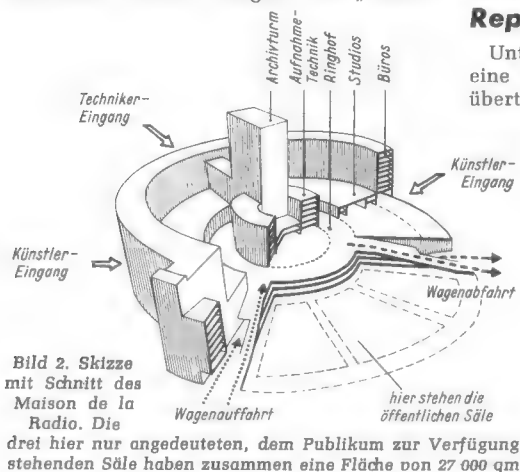 Rep
Unt
eine
übert
Archivturm
Aufnahme-
Technik
Ringhof
Studios
Büros
Techniker-
Eingang
Künstler-
Eingang
Künstler-
Eingang
Wagenabfahrt
Wagenauffahrt
hier stehen die
öffentlichen Säle
Bild 2. Skizze
mit Schnitt des
Maison de la
Radio. Die
drei hier nur angedeuteten, dem Publikum zur Verfügung
stehenden Säle haben zusammen eine Fläche von 27 000 qm